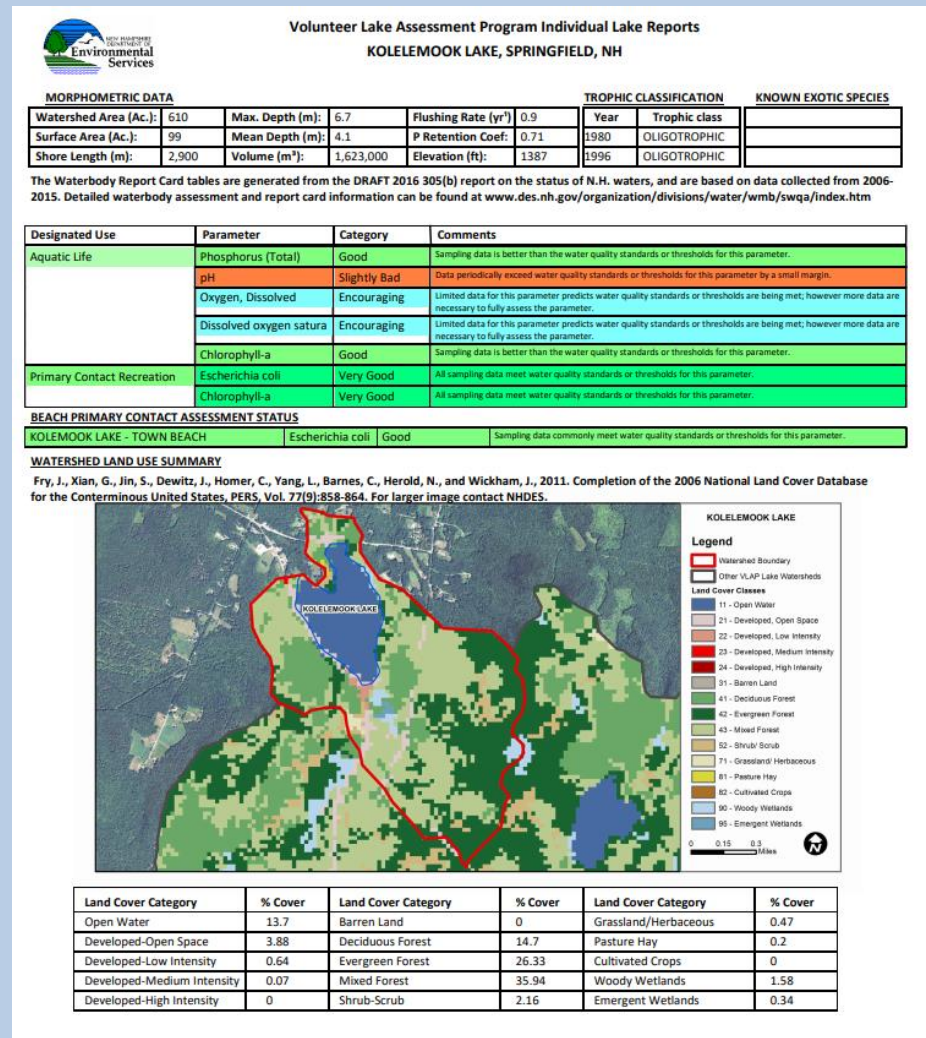 NEW HAMPSHIRE
DEPARTMENT OF
Environmental
Services
Volunteer Lake Assessment Program Individual Lake Reports
KOLELEMOOK LAKE, SPRINGFIELD, NH
MORPHOMETRIC DATA TROPHIC CLASSIFICATION KNOWN EXOTIC SPECIES
Watershed Area (Ac.): 610 Max. Depth (m): 6.7 Flushing Rate (yr¹) 0.9 Year Trophic class
Surface Area (Ac.): 99 Mean Depth (m): 4.1 P Retention Coef: 0.71 1980 OLIGOTROPHIC
Shore Length (m): 2,900 Volume (m³): 1,623,000 Elevation (ft): 1387 1996 OLIGOTROPHIC
The Waterbody Report Card tables are generated from the DRAFT 2016 305(b) report on the status of N.H. waters, and are based on data collected from 2006-
2015. Detailed waterbody assessment and report card information can be found at www.des.nh.gov/organization/divisions/water/wmb/swqa/index.htm
Designated Use Parameter Category Comments
Aquatic Life Phosphorus (Total) Good Sampling data is better than the water quality standards or thresholds for this parameter.
pH Slightly Bad Data periodically exceed water quality standards or thresholds for this parameter by a small margin.
Oxygen, Dissolved Encouraging Limited data for this parameter predicts water quality standards or thresholds are being met; however more data are
necessary to fully assess the parameter.
Dissolved oxygen satura Encouraging Limited data for this parameter predicts water quality standards or thresholds are being met; however more data are
necessary to fully assess the parameter.
Chlorophyll-a Good Sampling data is better than the water quality standards or thresholds for this parameter.
Primary Contact Recreation Escherichia coli Very Good All sampling data meet water quality standards or thresholds for this parameter.
Chlorophyll-a Very Good All sampling data meet water quality standards or thresholds for this parameter.
BEACH PRIMARY CONTACT ASSESSMENT STATUS
KOLEMOOK LAKE - TOWN BEACH Escherichia coli Good Sampling data commonly meet water quality standards or thresholds for this parameter.
WATERSHED LAND USE SUMMARY
Fry, J., Xian, G., Jin, S., Dewitz, J., Homer, C., Yang, L., Barnes, C., Herold, N., and Wickham, J., 2011. Completion of the 2006 National Land Cover Database
for the Conterminous United States, PERS, Vol. 77(9):858-864. For larger image contact NHDES.
KOLELEMOOK LAKE
KOLELEMOOK LAKE
Legend
Watershed Boundary
Other VLAP Lake Watersheds
Land Cover Classes
11 - Open Water
21 - Developed, Open Space
22 - Developed, Low Intensity
23 - Developed, Medium Intensity
24 - Developed, High Intensity
31 - Barren Land
41 - Deciduous Forest
42 - Evergreen Forest
43 - Mixed Forest
52 - Shrub/ Scrub
71 - Grassland/ Herbaceous
81 - Pasture Hay
82 - Cultivated Crops
90 - Woody Wetlands
95 - Emergent Wetlands
0 0.15 0.3
Miles
N
Land Cover Category % Cover Land Cover Category % Cover Land Cover Category % Cover
Open Water 13.7 Barren Land 0 Grassland/Herbaceous 0.47
Developed-Open Space 3.88 Deciduous Forest 14.7 Pasture Hay 0.2
Developed-Low Intensity 0.64 Evergreen Forest 26.33 Cultivated Crops 0
Developed-Medium Intensity 0.07 Mixed Forest 35.94 Woody Wetlands 1.58
Developed-High Intensity 0 Shrub-Scrub 2.16 Emergent Wetlands 0.34